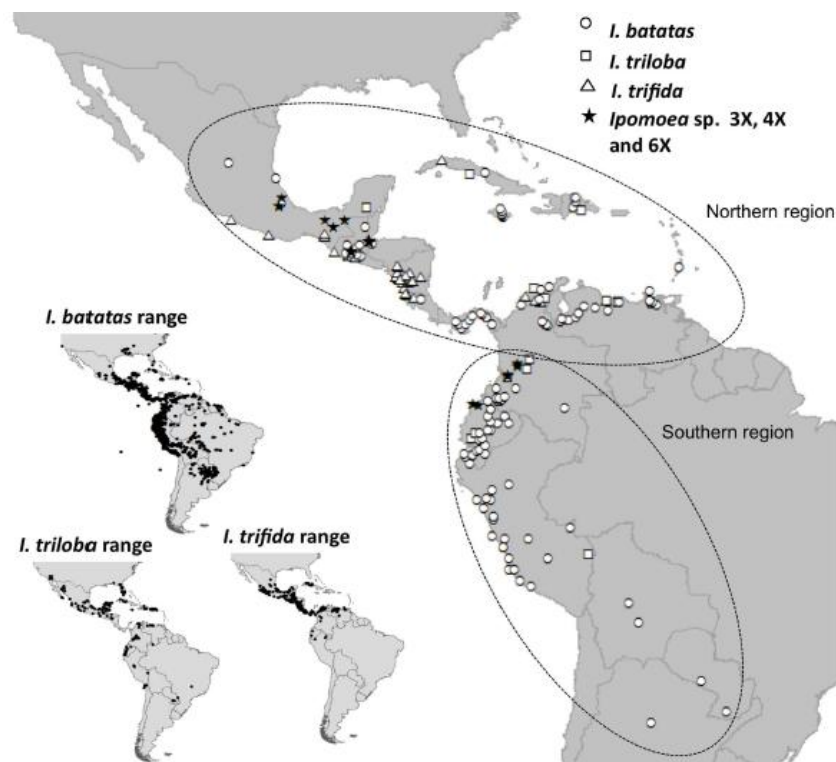 I. batatas
I. triloba
I. trifida
Ipomoea sp. 3X, 4X
and 6X
Northern region
I. batatas range
Southern region
I. triloba range
I. trifida range